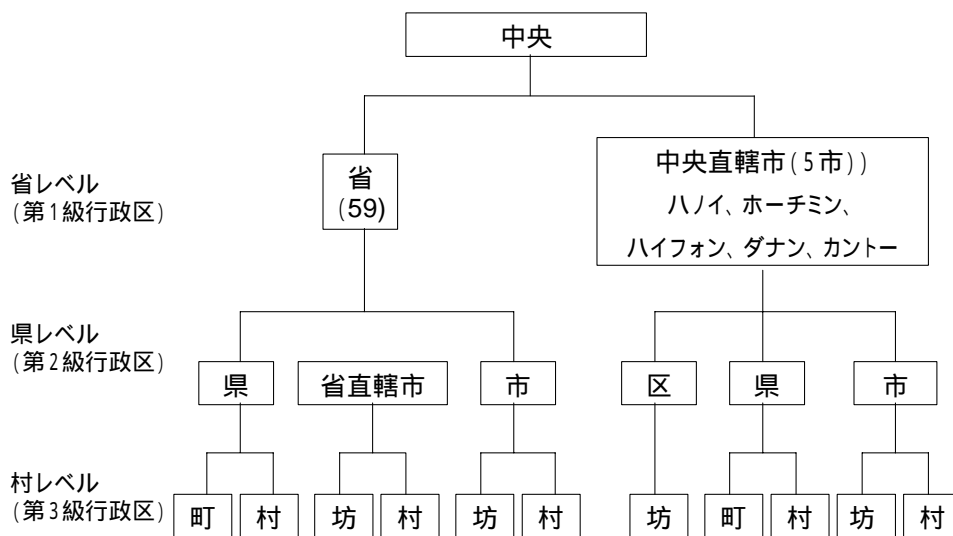 中央
省レベル
(第1級行政区)
省
(59)
中央直轄市(5市))
ハノイ、ホーチミン、
ハイフォン、ダナン、カントー
県レベル
(第2級行政区)
県
省直轄市
市
区
県
市
村レベル
(第3級行政区)
町
村
坊
村
坊
村
坊
町
村
坊
村